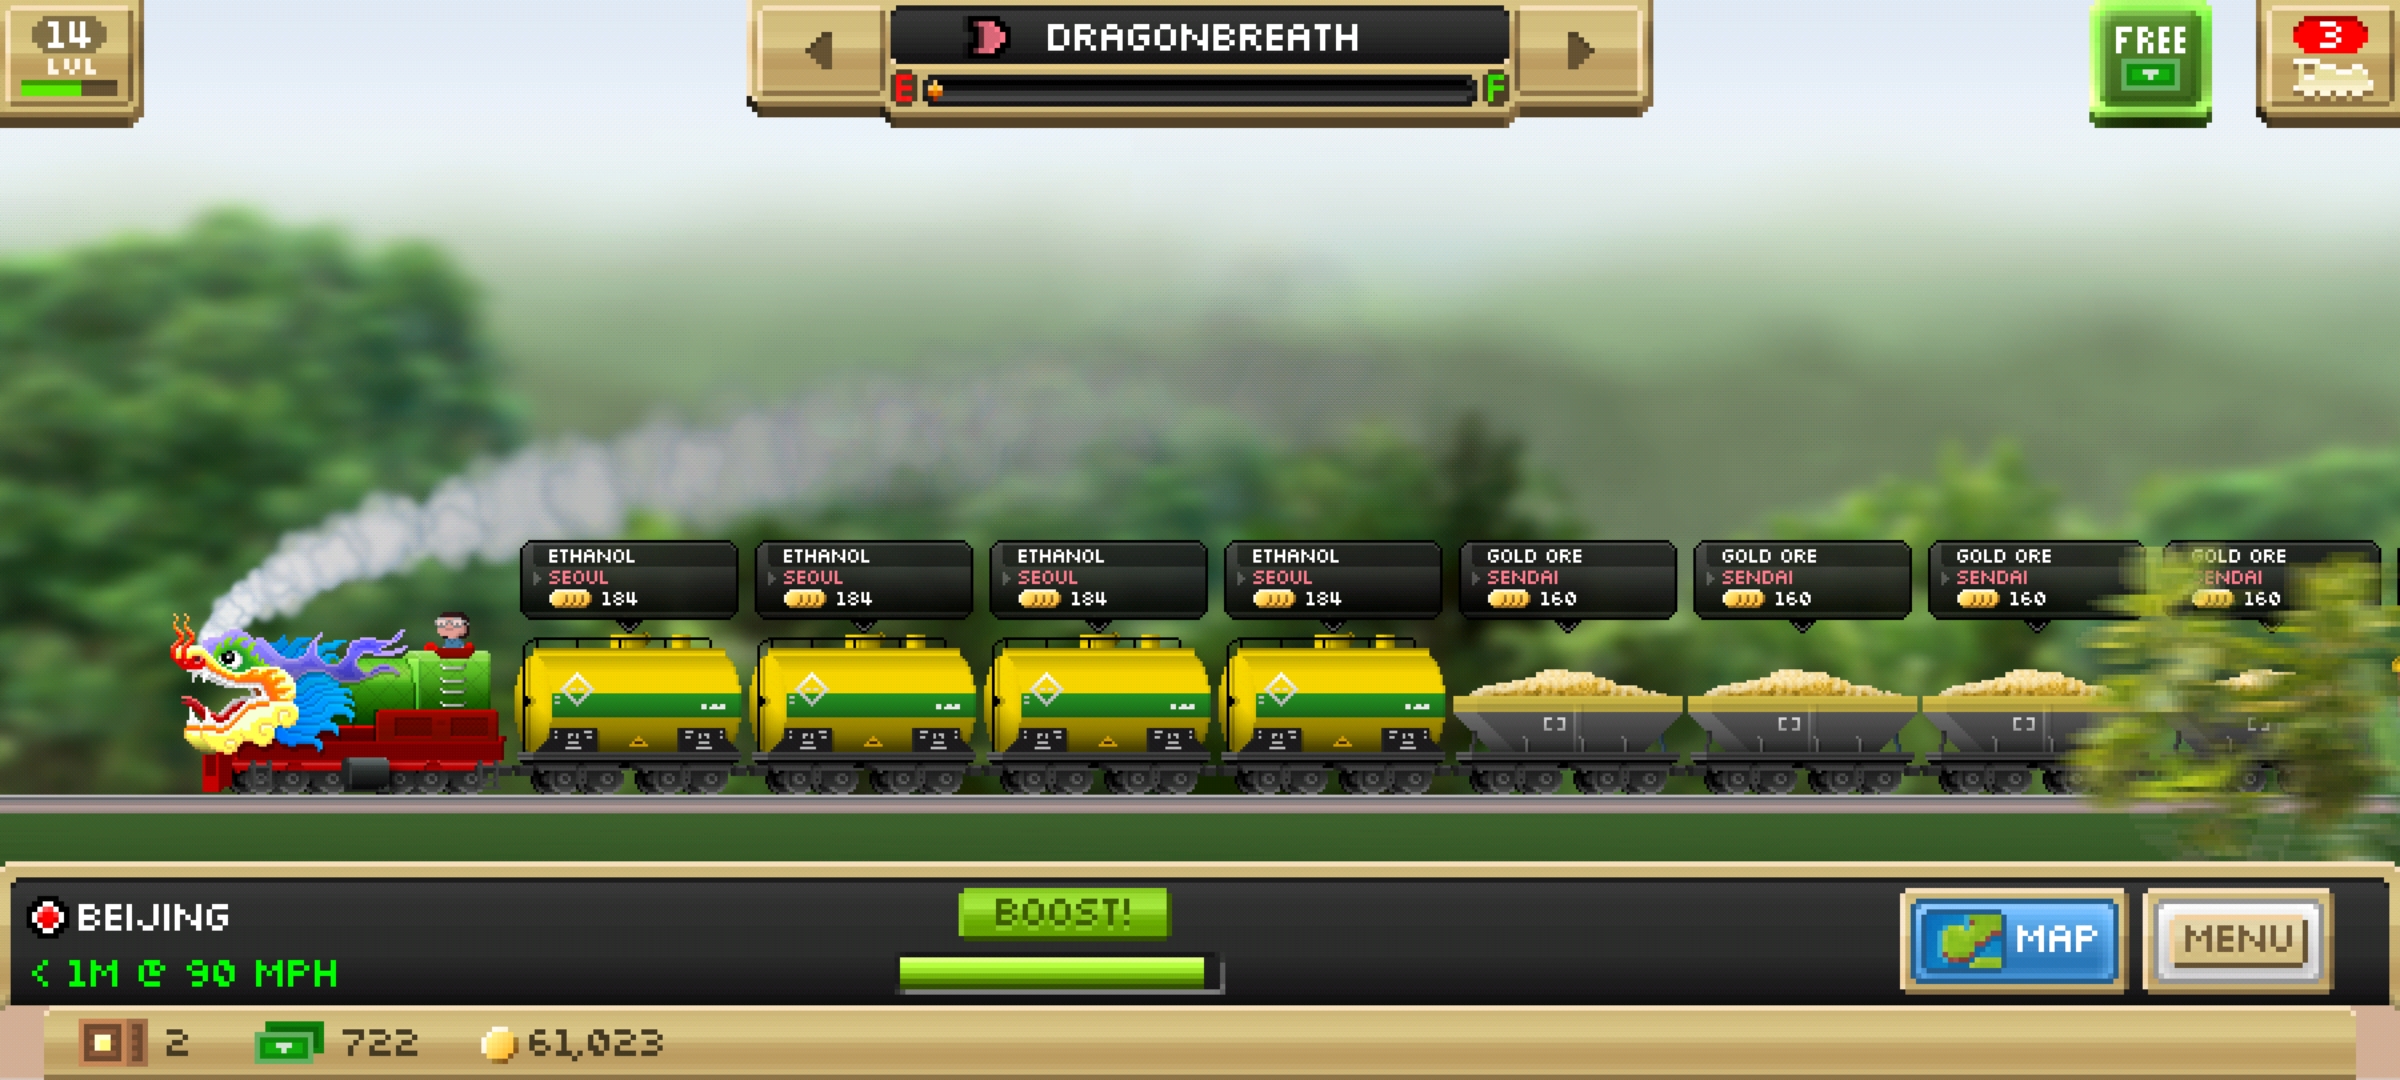 14
LVL
DRAGONBREATH
E F
FREE
3
ETHANOL
SEOUL
184
ETHANOL
SEOUL
184
ETHANOL
SEOUL
184
ETHANOL
SEOUL
184
GOLD ORE
SENDAI
160
GOLD ORE
SENDAI
160
GOLD ORE
SENDAI
160
GOLD ORE
SENDAI
160
BEIJING
< 1M @ 90 MPH
BOOST!
MAP
MENU
2
722
61,023